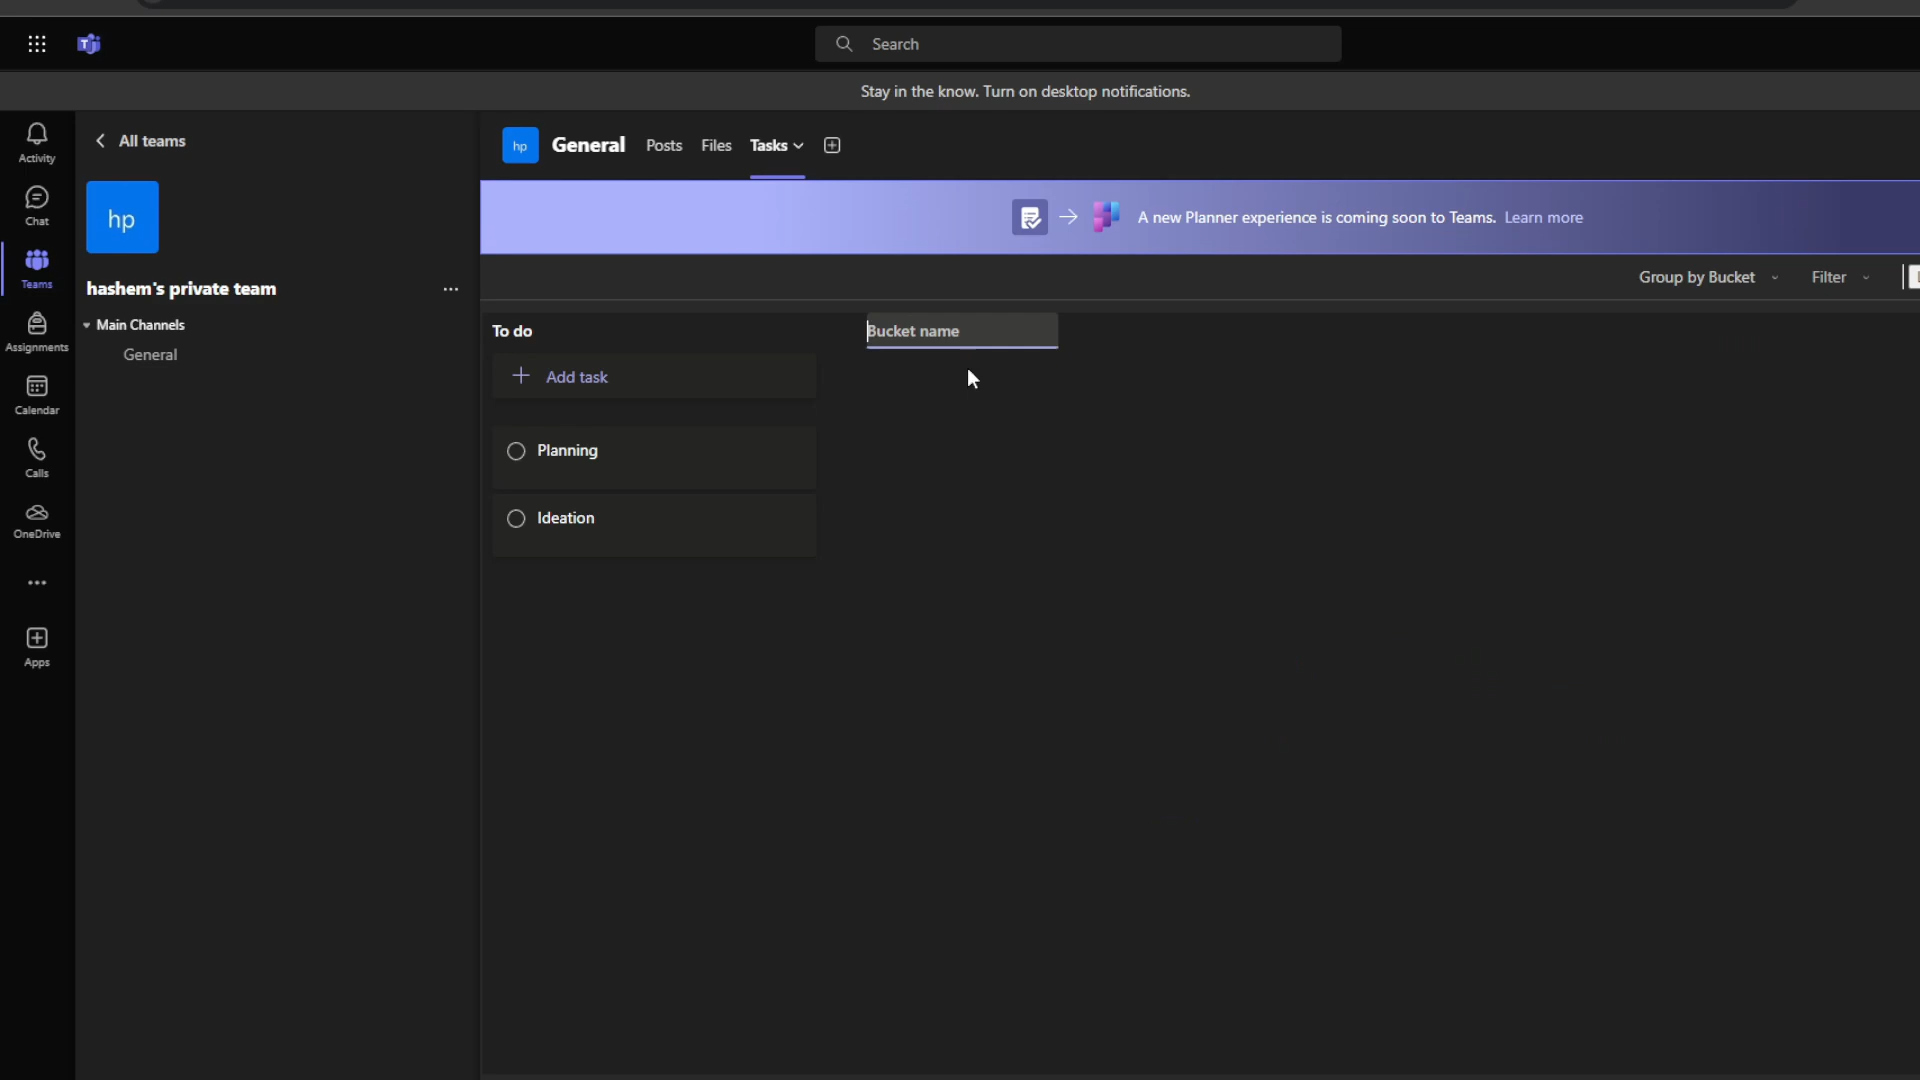 Search
Stay in the know. Turn on desktop notifications.
Activity
Chat
Teams
Assignments
Calendar
Calls
OneDrive
Apps
All teams
hp
hashem's private team
Main Channels
General
hp
General Posts Files Tasks
A new Planner experience is coming soon to Teams. Learn more
Group by Bucket Filter
To do
Bucket name
Add task
Planning
Ideation